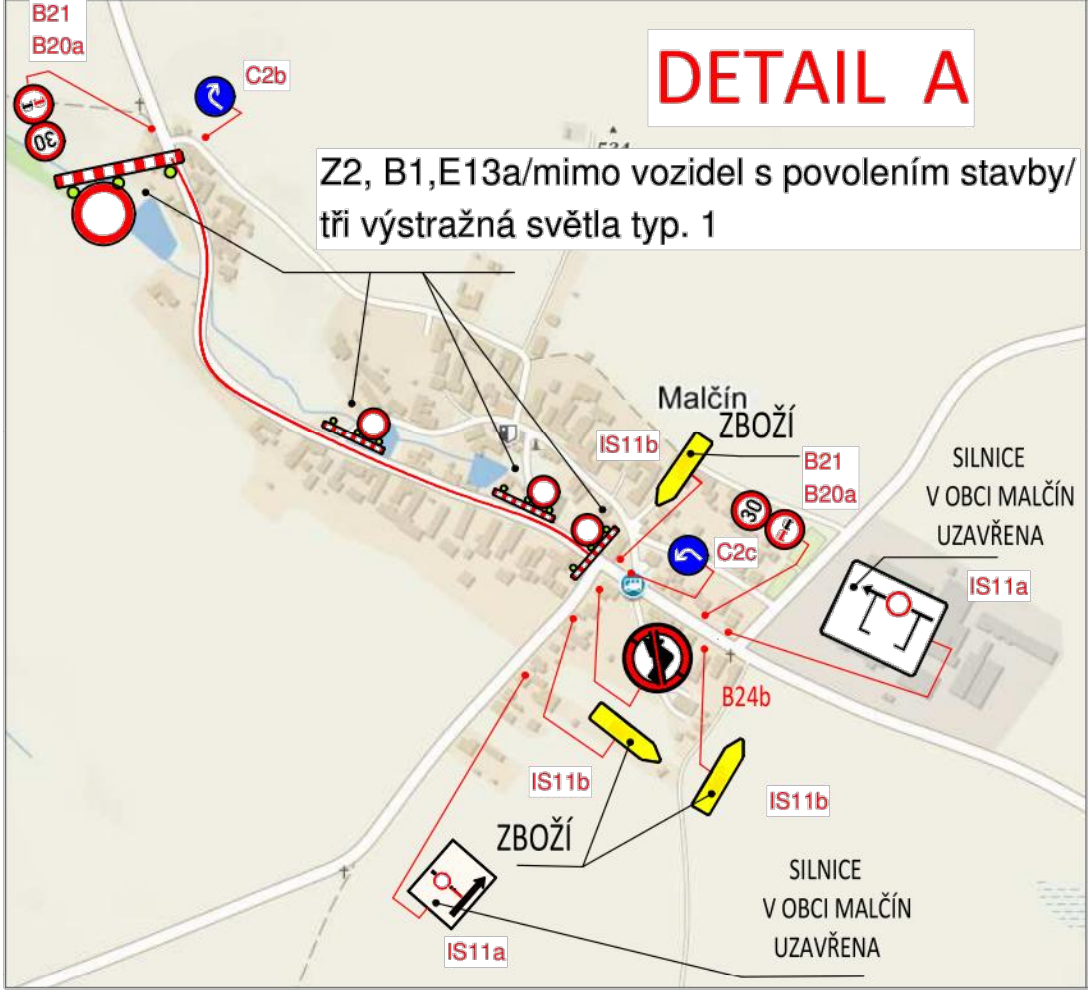 B21
B20a
C2b
DETAIL A
30
534
Z2, B1,E13a/mimo vozidel s povolením stavby/
tři výstražná světla typ. 1
Malčín
ZBOŽÍ
IS11b
B21
B20a
30
C2c
SILNICE
V OBCI MALČÍN
UZAVŘENA
IS11a
B24b
IS11b
IS11b
ZBOŽÍ
IS11a
SILNICE
V OBCI MALČÍN
UZAVŘENA